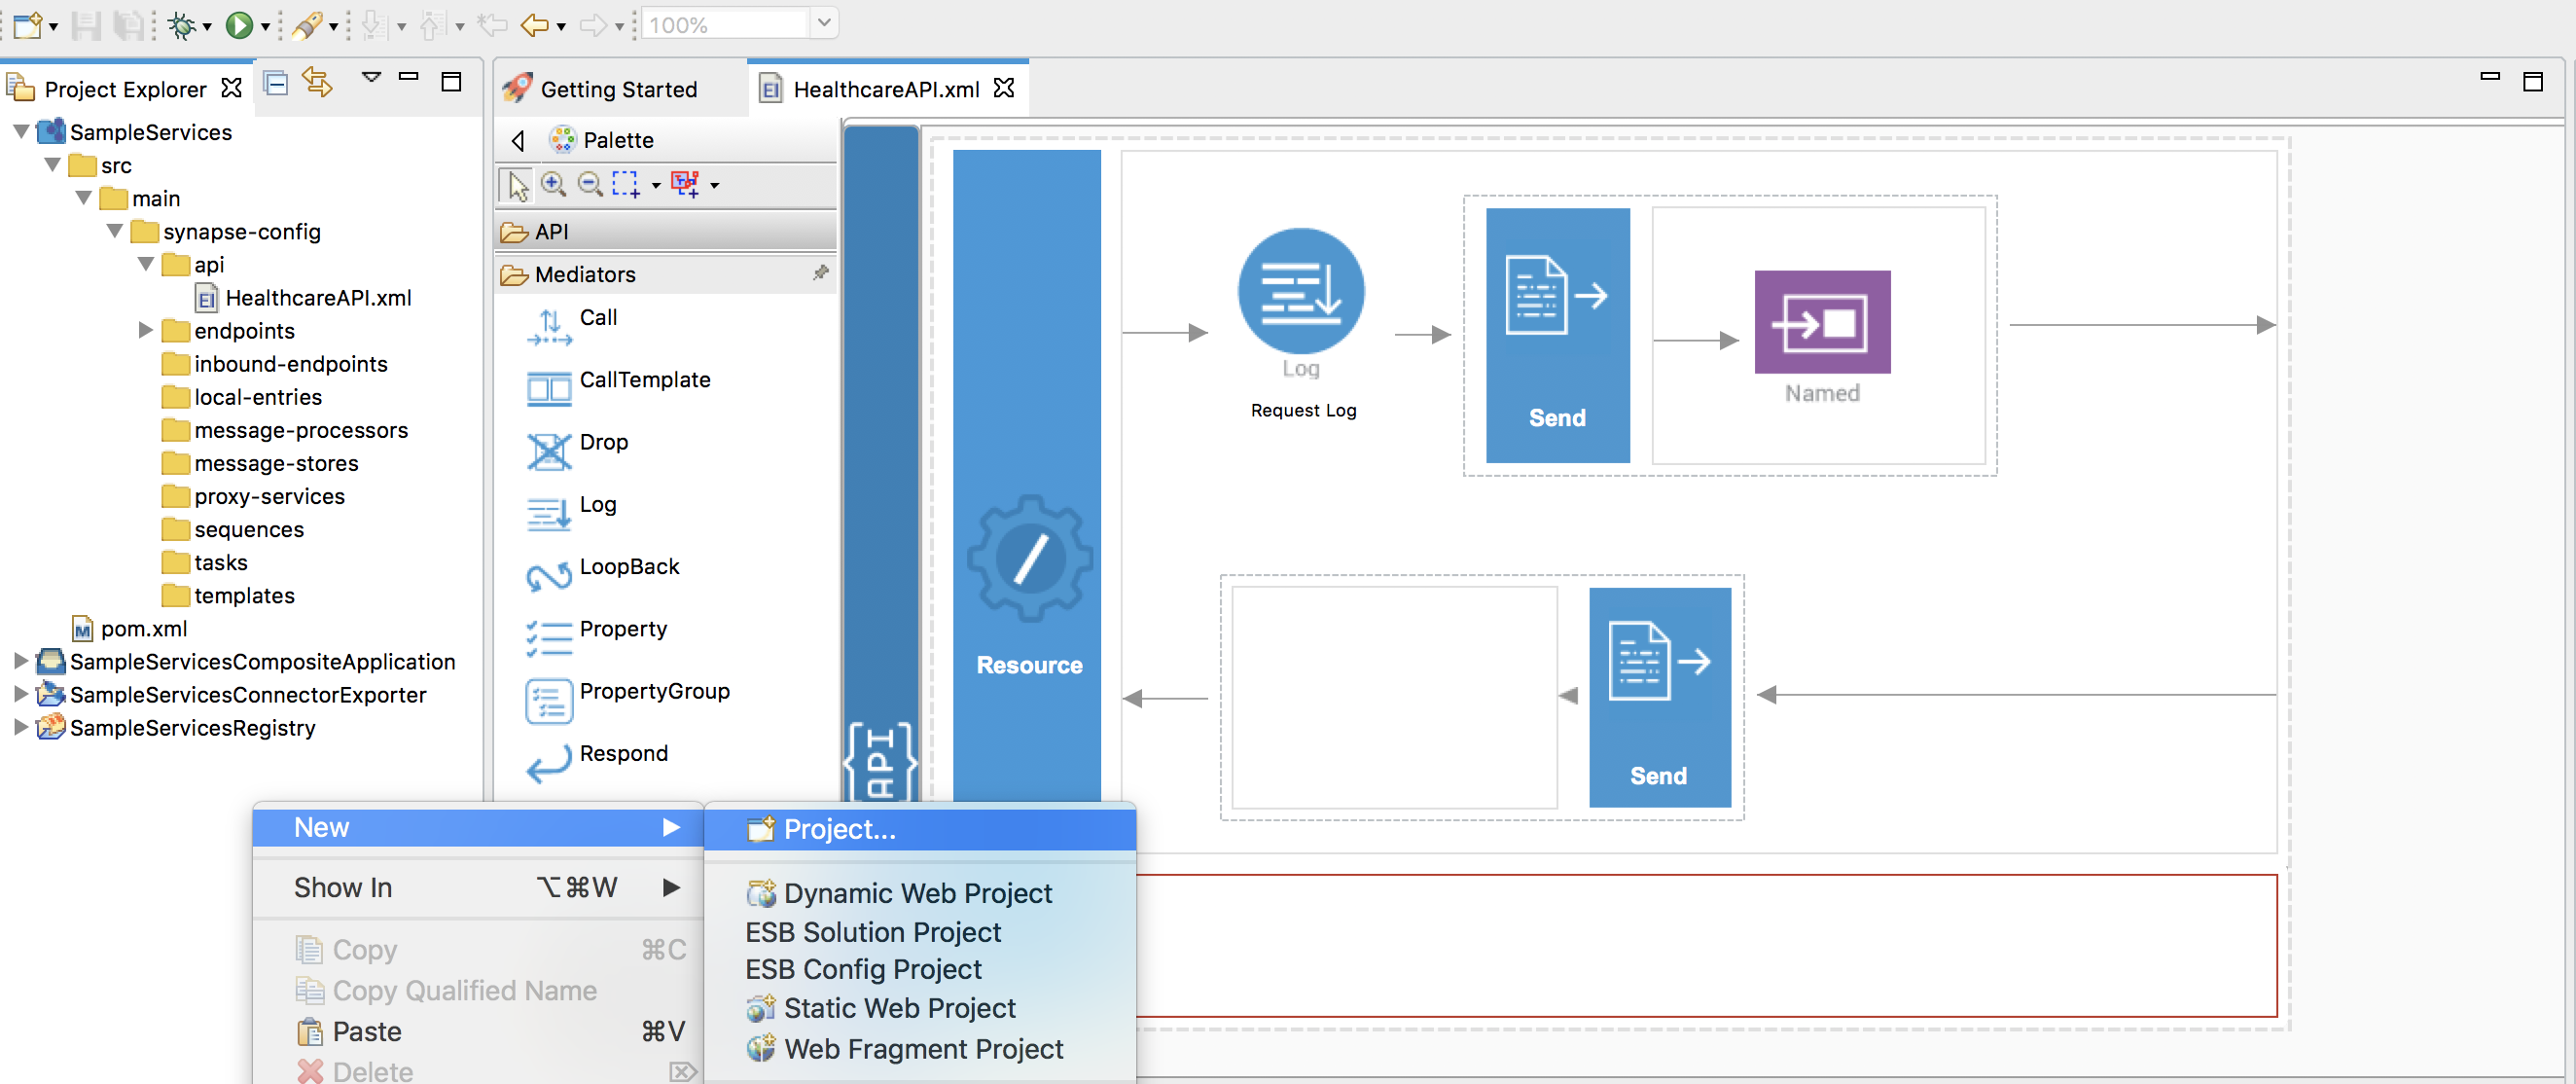 100%
Project Explorer
Getting Started
HealthcareAPI.xml
SampleServices
src
main
synapse-config
api
HealthcareAPI.xml
endpoints
inbound-endpoints
local-entries
message-processors
message-stores
proxy-services
sequences
tasks
templates
pom.xml
SampleServicesCompositeApplication
SampleServicesConnectorExporter
SampleServicesRegistry
Palette
API
Mediators
Call
CallTemplate
Drop
Log
LoopBack
Property
PropertyGroup
Respond
{API}
Resource
Log
Request Log
Send
Named
Send
New
Show In ⌥⌘W
Copy ⌘C
Copy Qualified Name
Paste ⌘V
Delete ⌦
Project...
Dynamic Web Project
ESB Solution Project
ESB Config Project
Static Web Project
Web Fragment Project